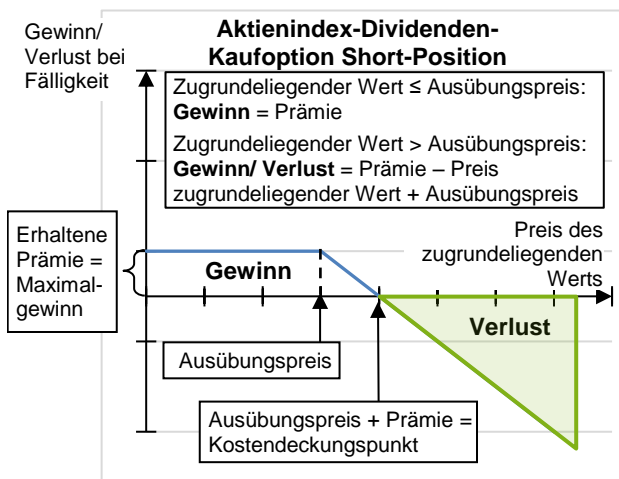 Gewinn/
Verlust bei
Fälligkeit
Aktienindex-Dividenden-
Kaufoption Short-Position
Zugrundeliegender Wert ≤ Ausübungspreis:
Gewinn = Prämie
Zugrundeliegender Wert > Ausübungspreis:
Gewinn/ Verlust = Prämie – Preis
zugrundeliegender Wert + Ausübungspreis
Erhaltene
Prämie =
Maximal-
gewinn
Gewinn
Preis des
zugrundeliegenden
Werts
Verlust
Ausübungspreis
Ausübungspreis + Prämie =
Kostendeckungspunkt